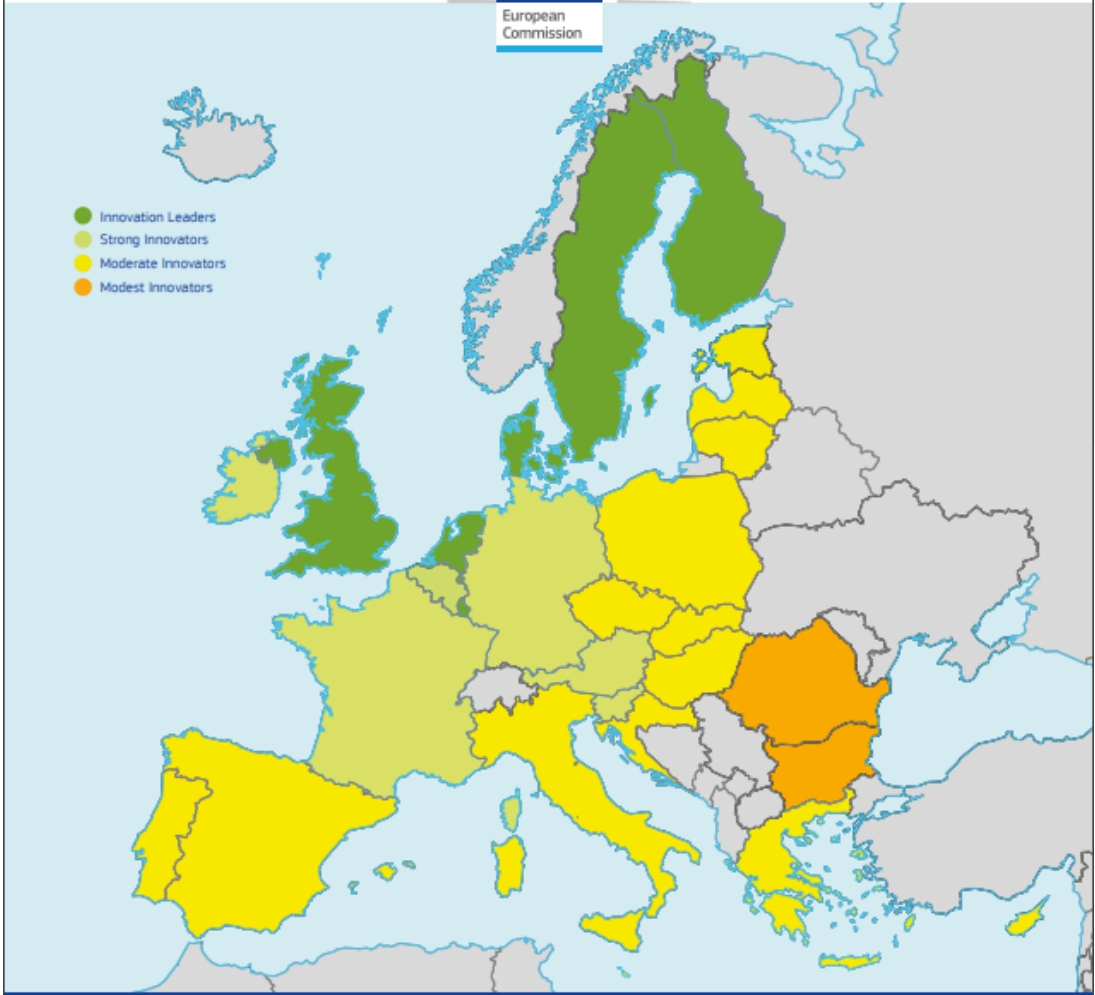 European
Commission
Innovation Leaders
Strong Innovators
Moderate Innovators
Modest Innovators